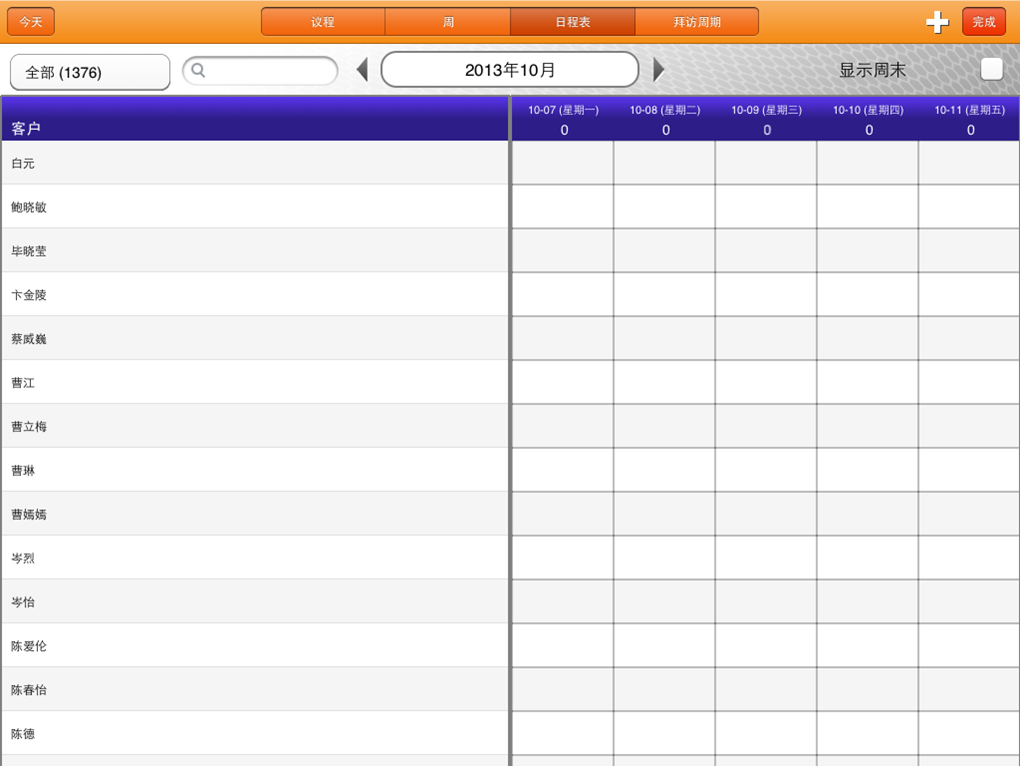 今天 议程 周 日程表 拜访周期 完成
全部 (1376) 2013年10月 显示周末
客户 10-07 (星期一) 10-08 (星期二) 10-09 (星期三) 10-10 (星期四) 10-11 (星期五)
0 0 0 0 0
白元
鲍晓敏
毕晓莹
卞金陵
蔡威巍
曹江
曹立梅
曹琳
曹嫣嫣
岑烈
岑怡
陈爱伦
陈春怡
陈德